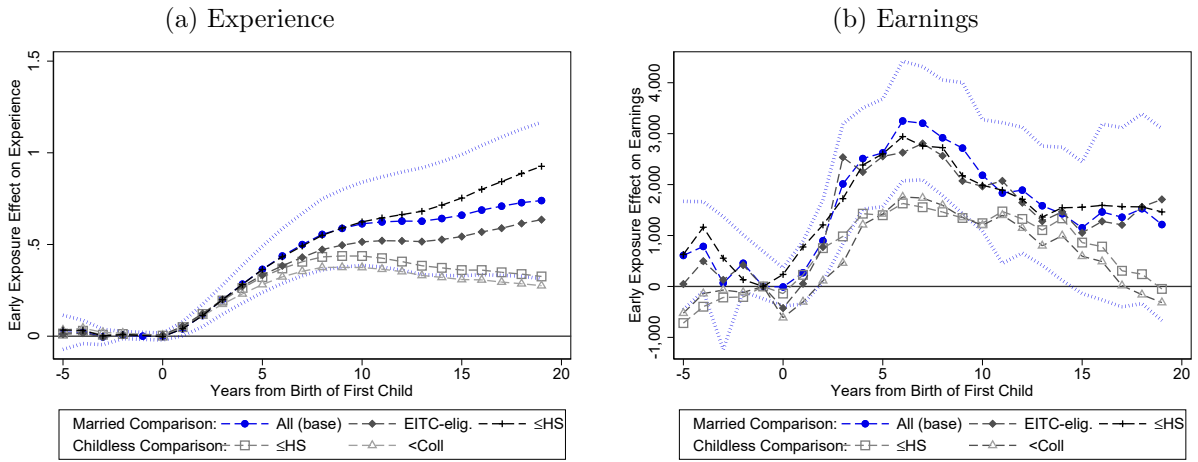 (a) Experience
Early Exposure Effect on Experience
1.5
1
.5
0
-5 0 5 10 15 20
Years from Birth of First Child
Married Comparison: All (base) EITC-elig. ≤HS
Childless Comparison: ≤HS <Coll
(b) Earnings
Early Exposure Effect on Earnings
4,000
3,000
2,000
1,000
0
-1,000
-5 0 5 10 15 20
Years from Birth of First Child
Married Comparison: All (base) EITC-elig. ≤HS
Childless Comparison: ≤HS <Coll